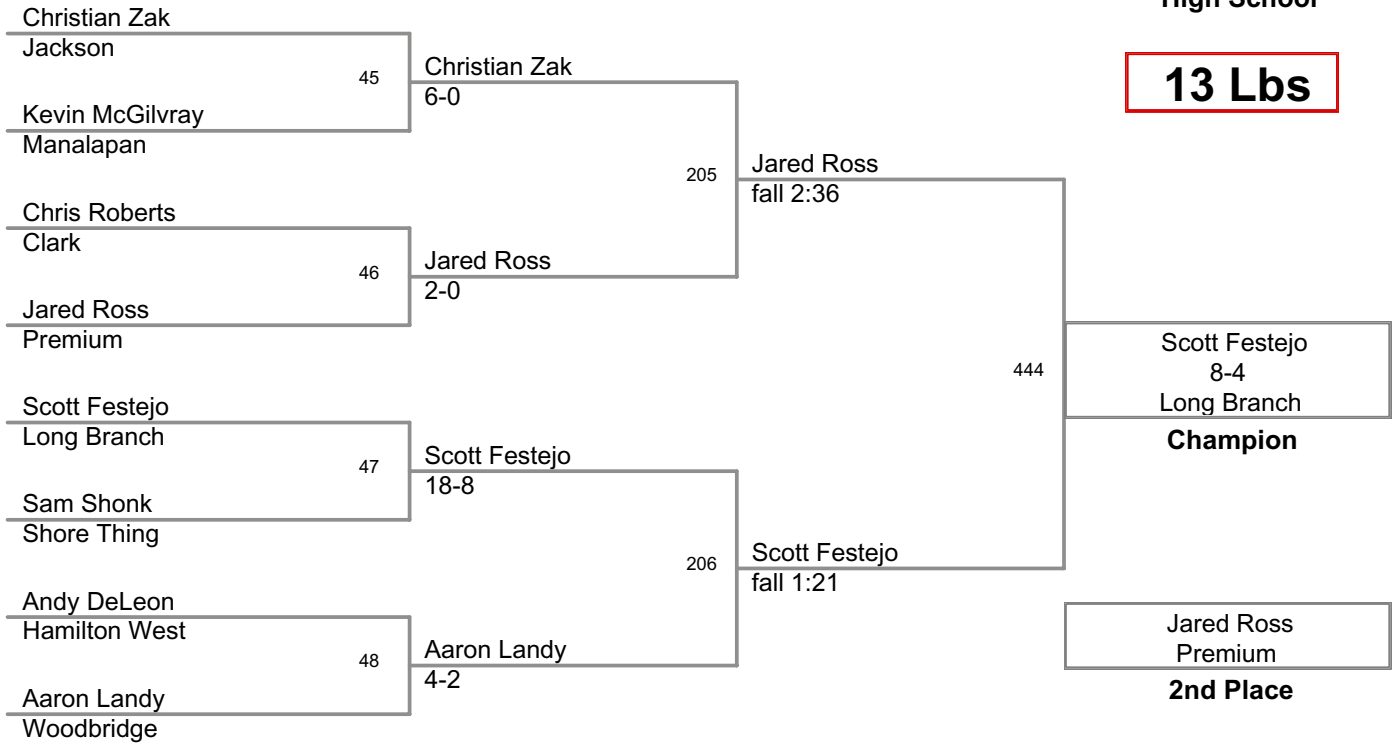 High School
13 Lbs
Christian Zak
Jackson
45
Kevin McGilvray
Manalapan
Christian Zak
6-0
Chris Roberts
Clark
46
Jared Ross
Premium
Jared Ross
2-0
205
Jared Ross
fall 2:36
Scott Festejo
Long Branch
47
Sam Shonk
Shore Thing
Scott Festejo
18-8
Andy DeLeon
Hamilton West
48
Aaron Landy
Woodbridge
Aaron Landy
4-2
206
Scott Festejo
fall 1:21
444
Scott Festejo
8-4
Long Branch
Champion
Jared Ross
Premium
2nd Place